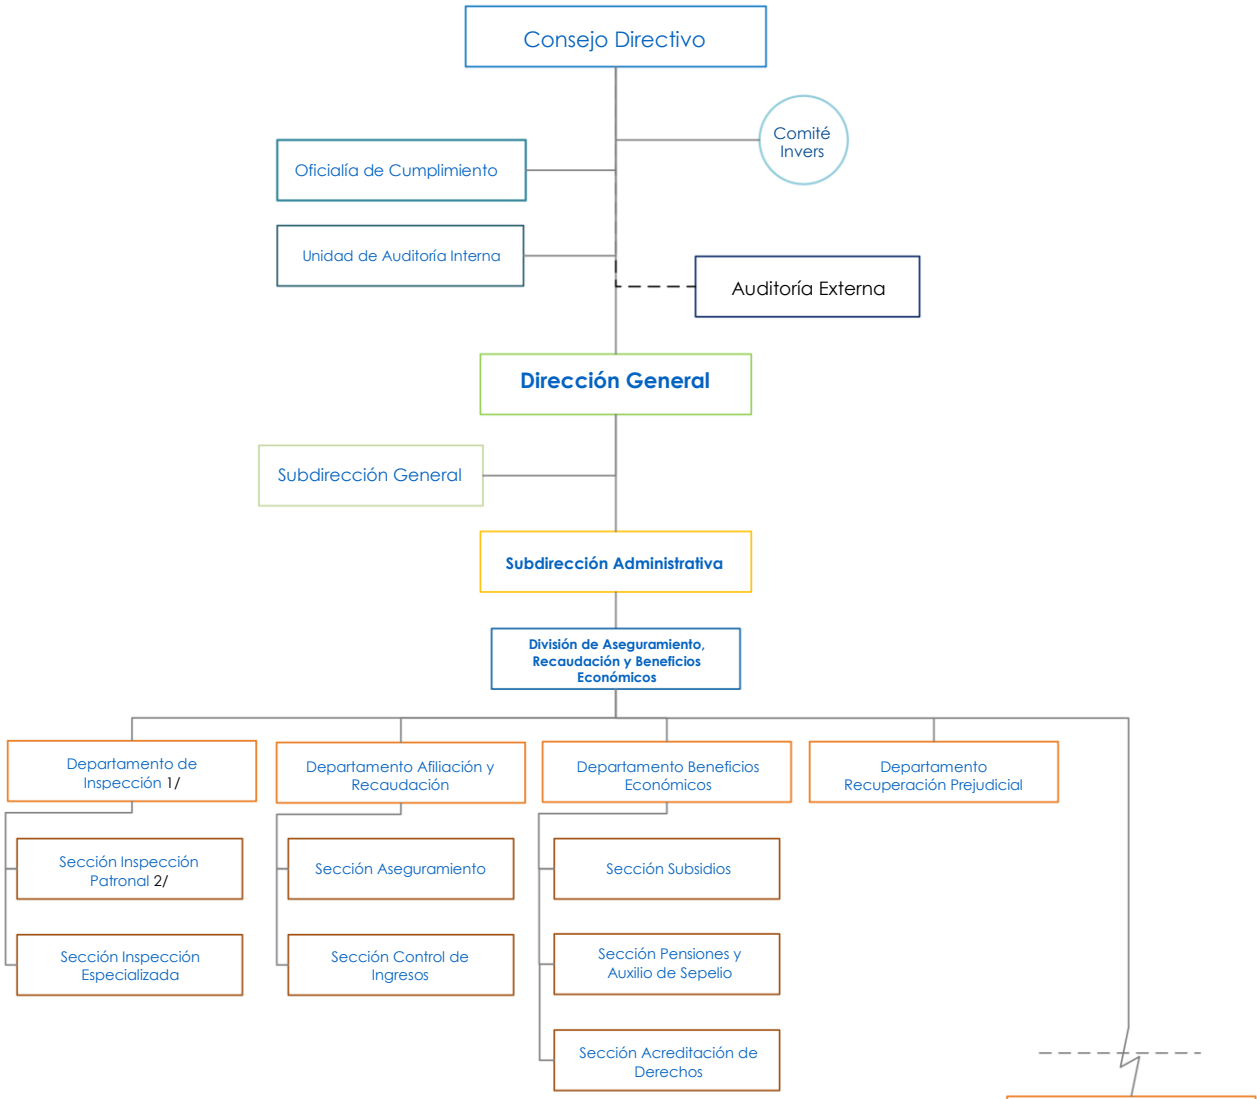 Consejo Directivo
Comité
Invers
Oficialía de Cumplimiento
Unidad de Auditoría Interna
Auditoría Externa
Dirección General
Subdirección General
Subdirección Administrativa
División de Aseguramiento,
Recaudación y Beneficios
Económicos
Departamento de
Inspección 1/
Departamento Afiliación y
Recaudación
Departamento Beneficios
Económicos
Departamento
Recuperación Prejudicial
Sección Inspección
Patronal 2/
Sección Aseguramiento
Sección Subsidios
Sección Inspección
Especializada
Sección Control de
Ingresos
Sección Pensiones y
Auxilio de Sepelio
Sección Acreditación de
Derechos